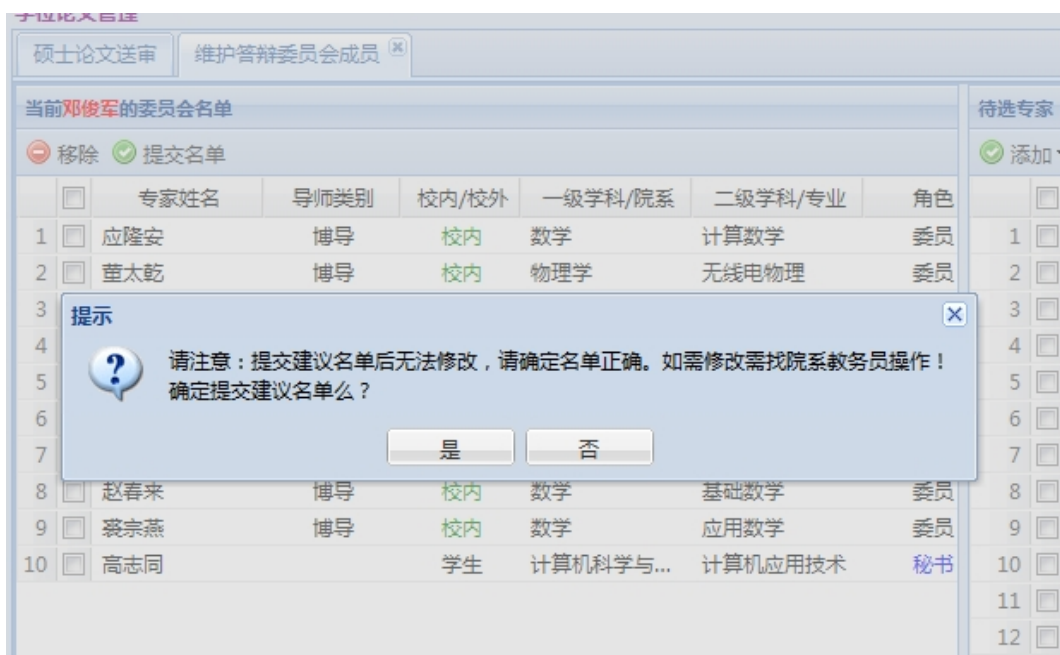 学位论文管理
硕士论文送审 维护答辩委员会成员
当前邓俊军的委员会名单 待选专家
移除 提交名单 添加
专家姓名 导师类别 校内/校外 一级学科/院系 二级学科/专业 角色
1 应隆安 博导 校内 数学 计算数学 委员 1
2 董太乾 博导 校内 物理学 无线电物理 委员 2
3 3
4 4
5 5
6 6
7 7
提示
请注意：提交建议名单后无法修改，请确定名单正确。如需修改需找院系教务员操作！
确定提交建议名单么？
是 否
8 赵春来 博导 校内 数学 基础数学 委员 8
9 裘宗燕 博导 校内 数学 应用数学 委员 9
10 高志同 学生 计算机科学与... 计算机应用技术 秘书 10
11
12